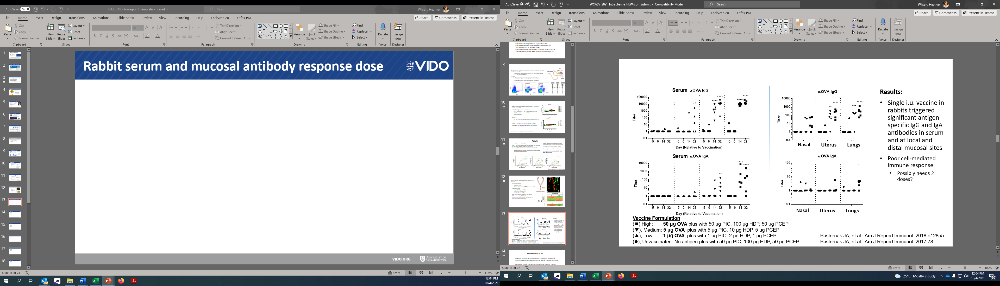 AutoSave On
BLUE VIDO Powerpoint Template - Saved
Search
Wilson, Heather
File Home Insert Design Transitions Animations Slide Show Review View Recording Help EndNote 20 Kofax PDF
Share Comments Present in Teams
Paste
Cut
Copy
Format Painter
Clipboard
New Slide
Reuse Slides
Layout
Reset
Section
Slides
Font
Text Direction
Align Text
Convert to SmartArt
Paragraph
Arrange
Quick Styles
Shape Fill
Shape Outline
Shape Effects
Drawing
Find
Replace
Select
Editing
Dictate
Voice
Design Ideas
Designer
1
2
3
4
5
6
7
8
9
10
11
12
13
14
15
16
17
18
Rabbit serum and mucosal antibody response dose
VIDO
VIDO.ORG
UNIVERSITY OF
SASKATCHEWAN
Slide 13 of 25
Notes
114%
12:04 PM
10/4/2021
AutoSave Off
WCASV_2021_Intrauterine_HLWilson_Submit - Compatibility Mode
Search
Wilson, Heather
File Home Insert Design Transitions Animations Slide Show Review View Recording Help EndNote 20 Kofax PDF
Share Comments Present in Teams
Paste
Cut
Copy
Format Painter
Clipboard
New Slide
Reuse Slides
Layout
Reset
Section
Slides
Font
Text Direction
Align Text
Convert to SmartArt
Paragraph
Arrange
Quick Styles
Shape Fill
Shape Outline
Shape Effects
Drawing
Find
Replace
Select
Editing
Dictate
Voice
Design Ideas
Designer
9
10
11
Results
12
13
14
Key take away so far:
Serum αOVA IgG
Titer
100000
10000
1000
100
10
1
0.1
** **** **** **** ****
-5 0 14 32 -5 0 14 32 -5 0 14 32 -5 0 14 32
Day (Relative to Vaccination)
Serum αOVA IgA
Titer
10000
1000
100
10
1
0.1
** **** ****
-5 0 14 32 -5 0 14 32 -5 0 14 32 -5 0 14 32
Day (Relative to Vaccination)
αOVA IgG
Titer
10000
1000
100
10
1
0.1
** **** *** ****
Nasal Uterus Lungs
αOVA IgA
Titer
100
10
1
0.1
*
Nasal Uterus Lungs
Results:
• Single i.u. vaccine in
rabbits triggered
significant antigen-
specific IgG and IgA
antibodies in serum
and at local and
distal mucosal sites
• Poor cell-mediated
immune response
• Possibly needs 2
doses?
Vaccine Formulation
(■) High: 50 µg OVA plus with 50 µg PIC, 100 µg HDP, 50 µg PCEP
(▼), Medium: 5 µg OVA plus with 5 µg PIC, 10 µg HDP, 5 µg PCEP
(▲), Low: 1 µg OVA plus with 1 µg PIC, 2 µg HDP, 1 µg PCEP
(●), Unvaccinated: No antigen plus with 50 µg PIC, 100 µg HDP, 50 µg PCEP
Pasternak JA, et al., Am J Reprod Immunol. 2018:e12855.
Pasternak JA, et al., Am J Reprod Immunol. 2017;78.
Slide 13 of 27
Notes
100%
25°C Mostly cloudy
12:04 PM
10/4/2021
20